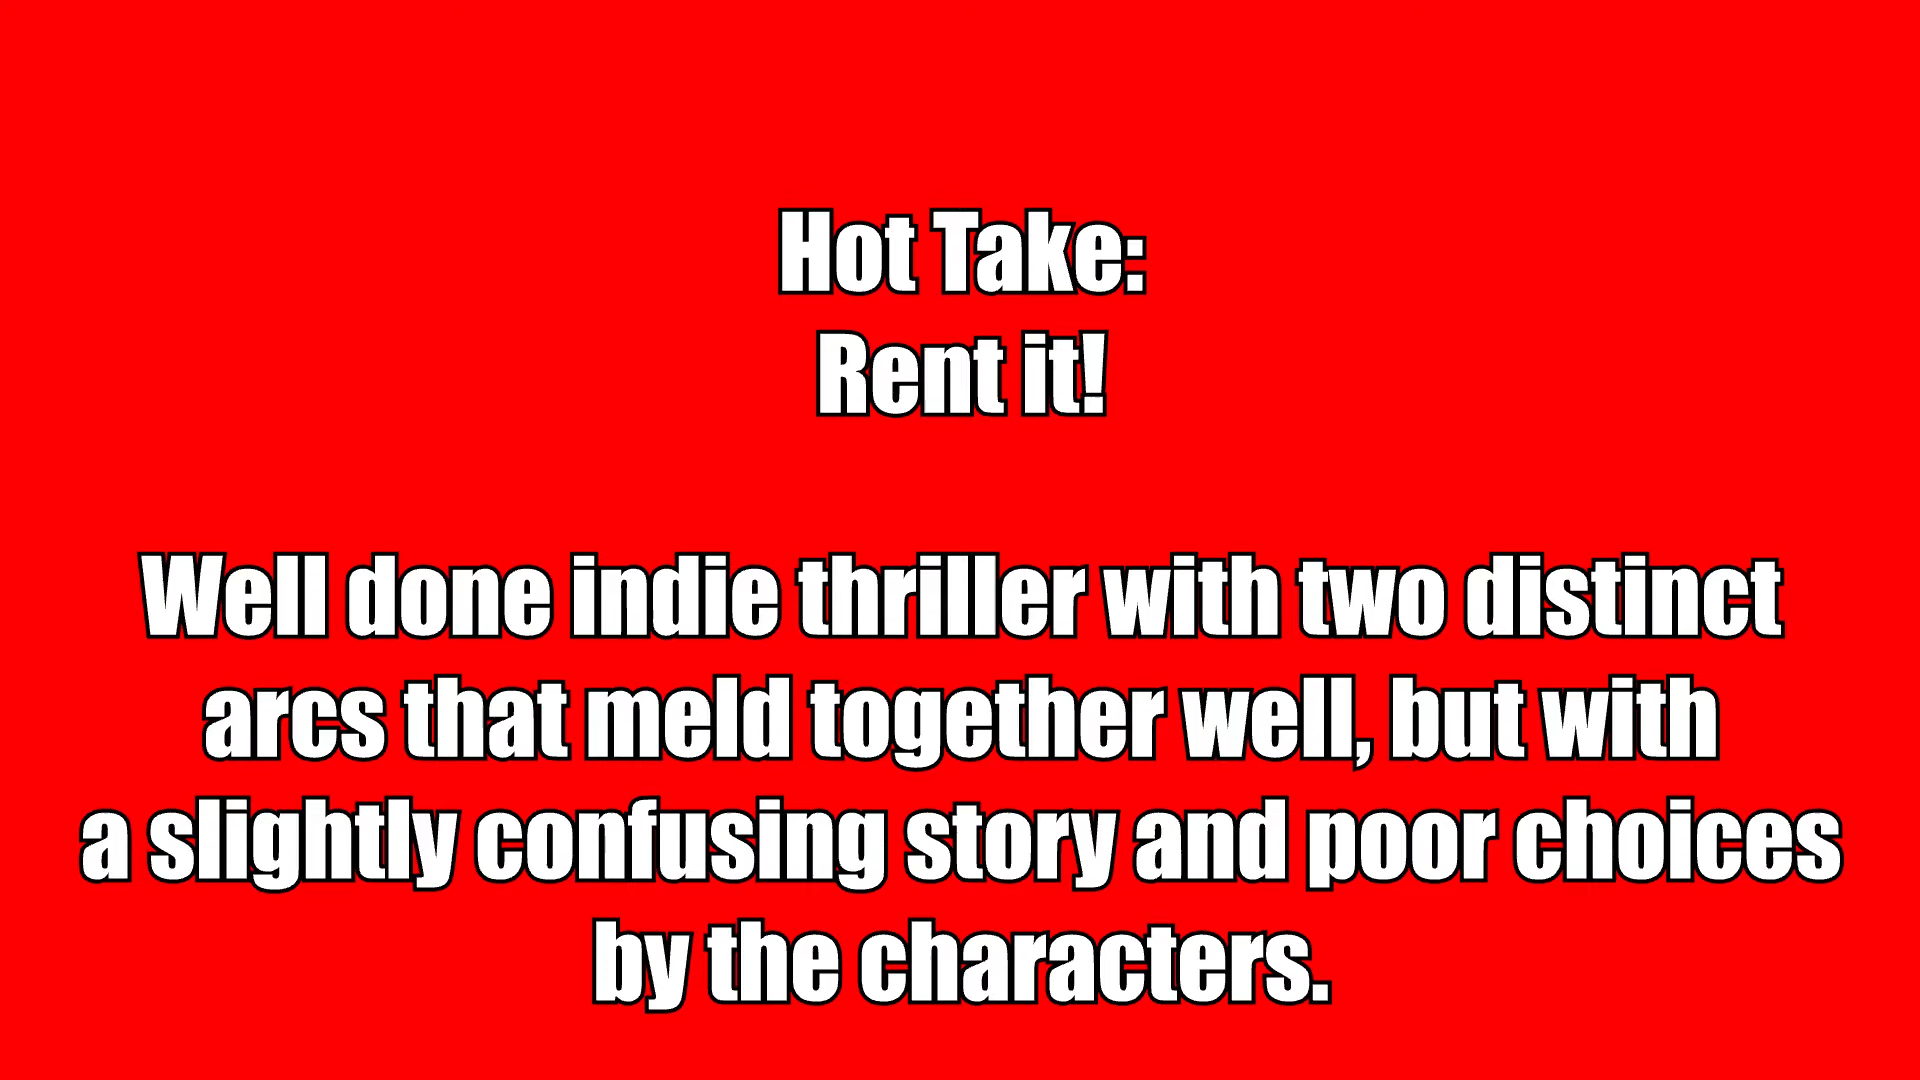 Hot Take:
Rent it!
Well done indie thriller with two distinct
arcs that meld together well, but with
a slightly confusing story and poor choices
by the characters.